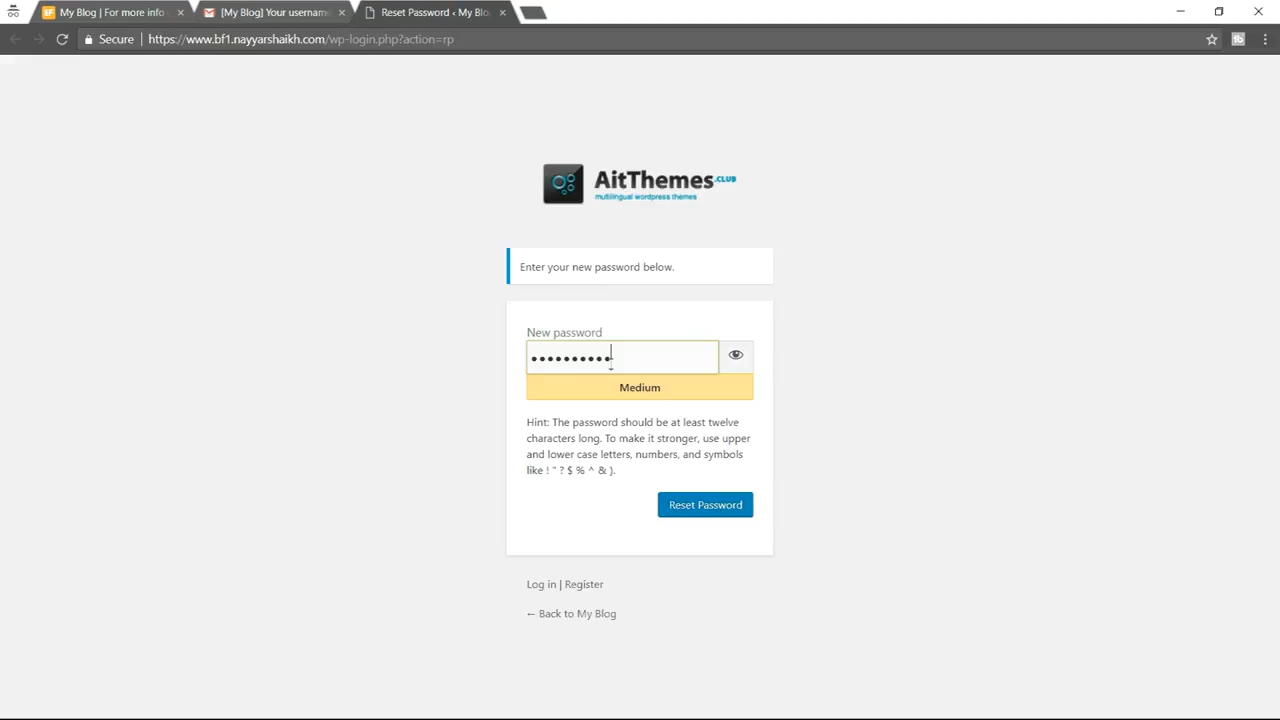 My Blog | For more info
[My Blog] Your usernam
Reset Password ‹ My Blo
Secure
https://www.bf1.nayyarshaikh.com/wp-login.php?action=rp
AitThemes.CLUB
multilingual wordpress themes
Enter your new password below.
New password
••••••••••
Medium
Hint: The password should be at least twelve
characters long. To make it stronger, use upper
and lower case letters, numbers, and symbols
like ! " ? $ % ^ & ).
Reset Password
Log in | Register
← Back to My Blog